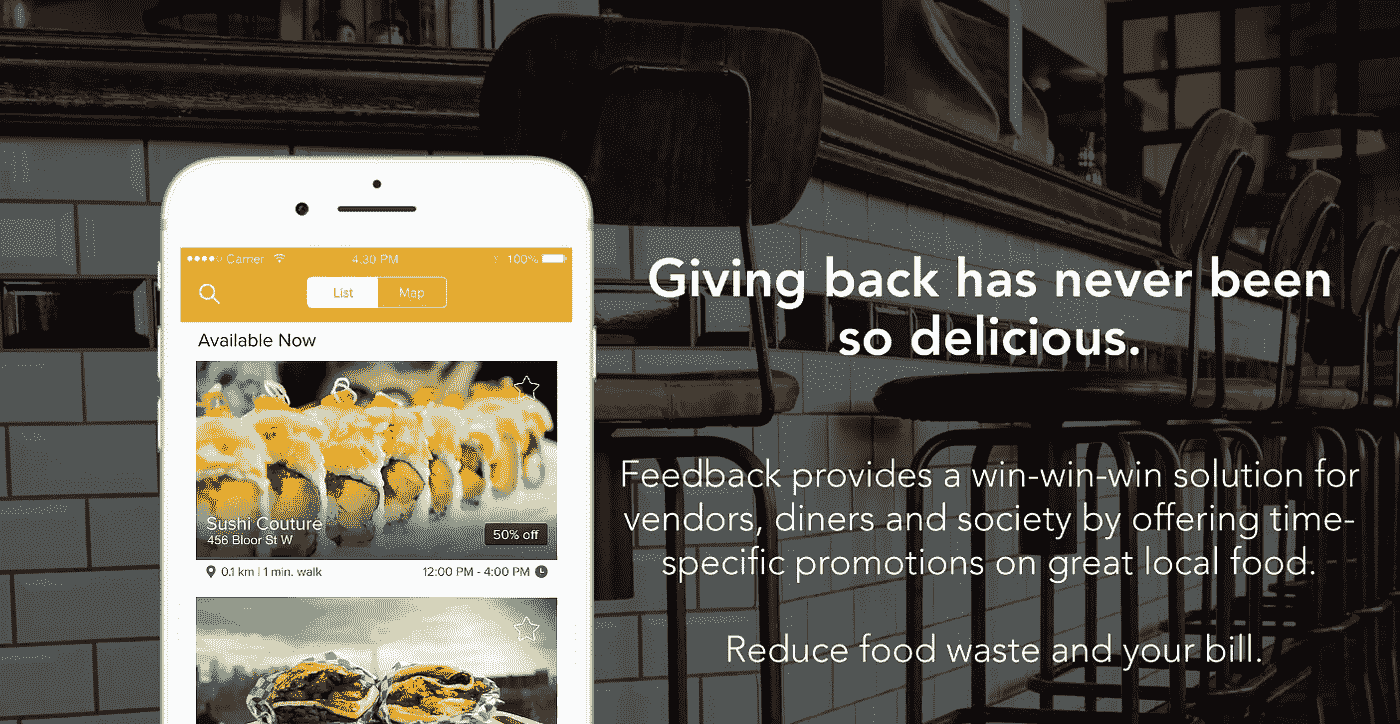 Carrier 4:30 PM 100%
List Map
Available Now
Sushi Couture
456 Bloor St W
50% off
0.1 km | 1 min. walk 12:00 PM - 4:00 PM
Giving back has never been
so delicious.
Feedback provides a win-win-win solution for
vendors, diners and society by offering time-
specific promotions on great local food.
Reduce food waste and your bill.